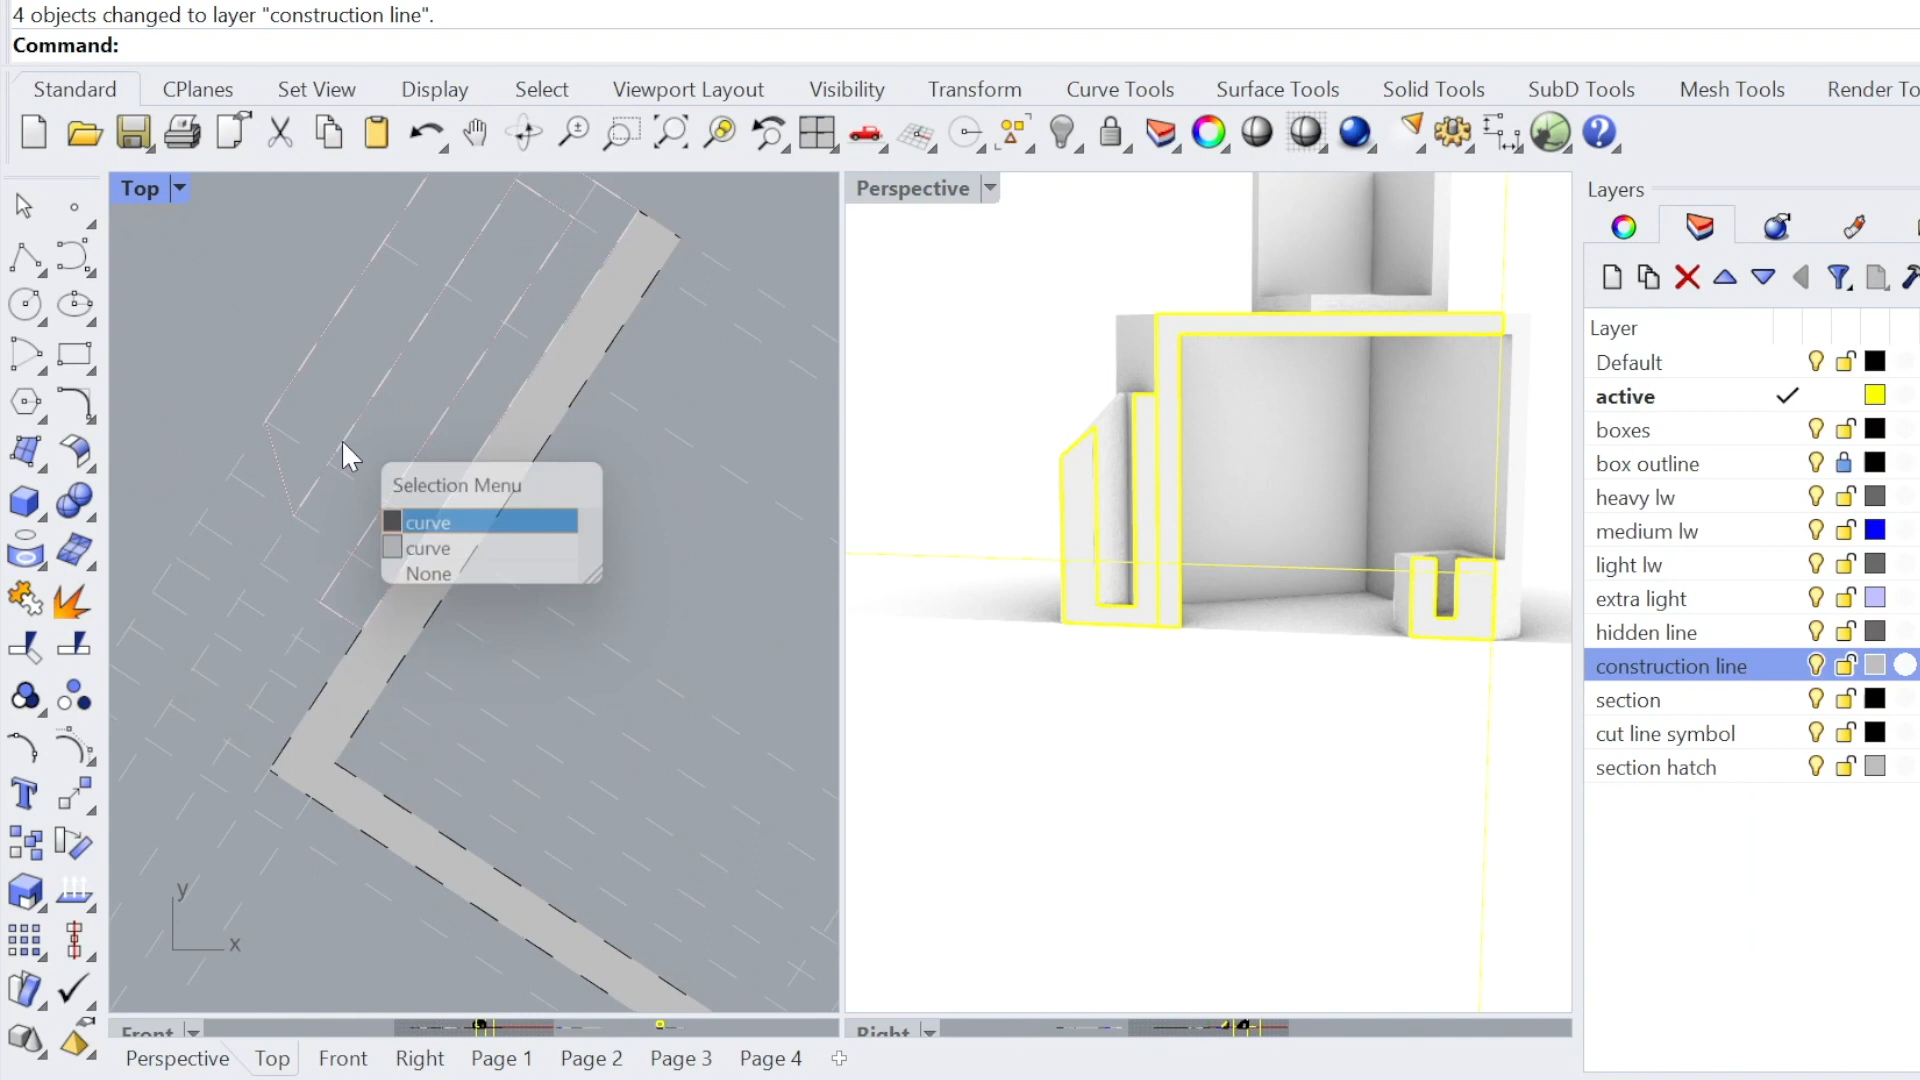 4 objects changed to layer "construction line".
Command:
Standard CPlanes Set View Display Select Viewport Layout Visibility Transform Curve Tools Surface Tools Solid Tools SubD Tools Mesh Tools Render To
Top
Perspective
Layers
Layer
Default
active
boxes
box outline
heavy lw
medium lw
light lw
extra light
hidden line
construction line
section
cut line symbol
section hatch
Selection Menu
curve
curve
None
y
x
Front
Right
Perspective Top Front Right Page 1 Page 2 Page 3 Page 4